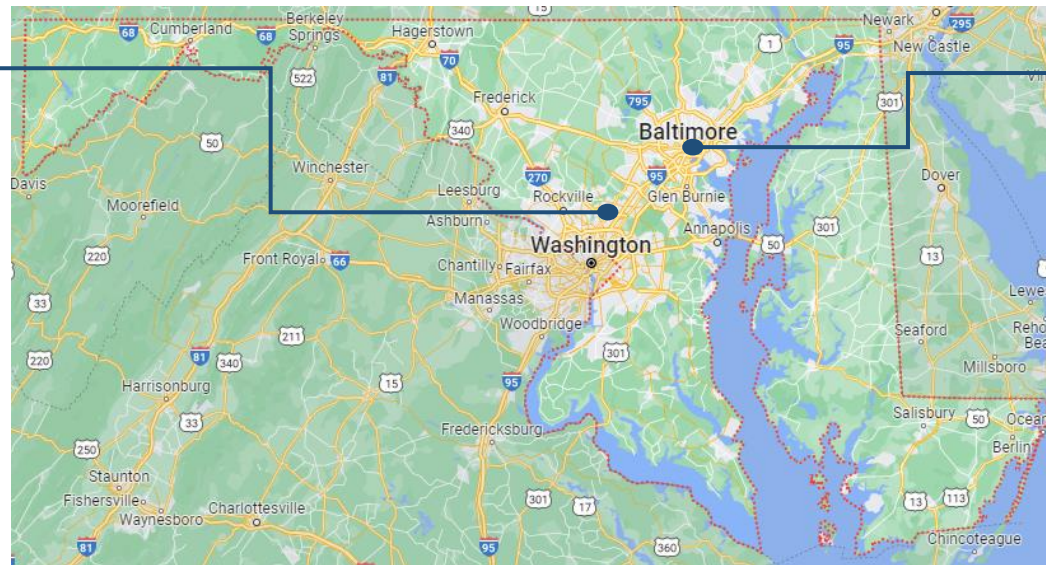 15
Berkeley
Springs
Newark
295
68
Cumberland
68
Hagerstown
1
95
New Castle
70
522
81
Frederick
795
301
340
Baltimore
50
Winchester
270
95
Dover
Davis
Leesburg
Rockville
Glen Burnie
Moorefield
Ashburn
Annapolis
301
50
Washington
220
Front Royal
66
Chantilly
Fairfax
13
33
Manassas
Lewe
Woodbridge
Seaford
Reho
Bea
211
301
220
81
340
15
95
Millsboro
Harrisonburg
Salisbury
50
Ocean
33
Fredericksburg
Berlin
250
Staunton
Fishersville
Waynesboro
Charlottesville
301
17
13
113
81
95
360
Chincoteague